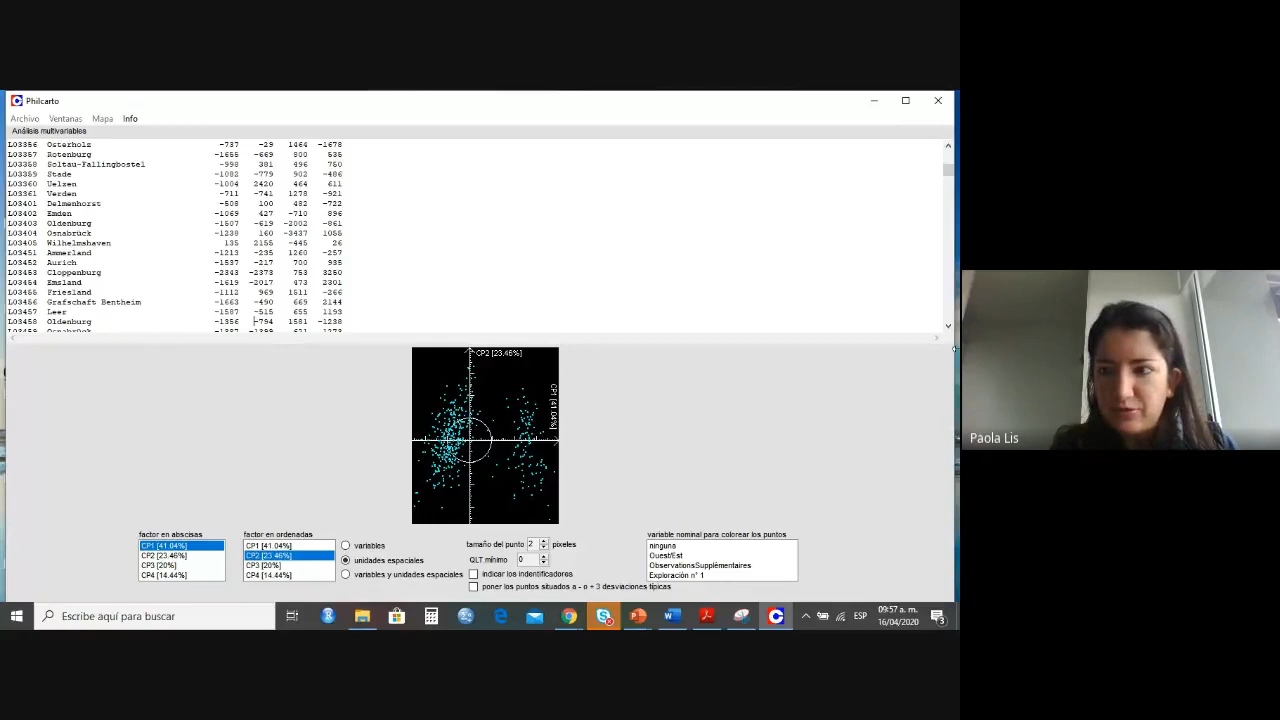 Philcarto
Archivo Ventanas Mapa Info
Análisis multivariables
L03356 Osterholz -737 -29 1464 -1678
L03357 Rotenburg -1655 -669 800 535
L03358 Soltau-Fallingbostel -998 381 496 750
L03359 Stade -1082 -779 902 -486
L03360 Uelzen -1004 2420 464 611
L03361 Verden -711 -741 1278 -921
L03401 Delmenhorst -508 100 482 -722
L03402 Emden -1069 427 -710 896
L03403 Oldenburg -1507 -619 -2002 -861
L03404 Osnabrück -1238 160 -3437 1055
L03405 Wilhelmshaven 135 2155 -445 26
L03451 Ammerland -1213 -235 1260 -257
L03452 Aurich -1537 -217 700 935
L03453 Cloppenburg -2343 -2373 753 3250
L03454 Emsland -1619 -2017 473 2301
L03455 Friesland -1112 969 1511 -266
L03456 Grafschaft Bentheim -1663 -490 669 2144
L03457 Leer -1587 -515 655 1193
L03458 Oldenburg -1356 -794 1581 -1238
CP2 [23.46%]
CP1 [41.04%]
factor en abscisas
CP1 [41.04%]
CP2 [23.46%]
CP3 [20%]
CP4 [14.44%]
factor en ordenadas
CP1 [41.04%]
CP2 [23.46%]
CP3 [20%]
CP4 [14.44%]
variables
unidades espaciales
variables y unidades espaciales
tamaño del punto 2 pixeles
QLT mínimo 0
indicar los indentificadores
poner los puntos situados a - o + 3 desviaciones típicas
variable nominal para colorear los puntos
ninguna
Ouest/Est
ObservationsSupplémentaires
Exploración n° 1
Escribe aquí para buscar
ESP
09:57 a. m.
16/04/2020
3
Paola Lis